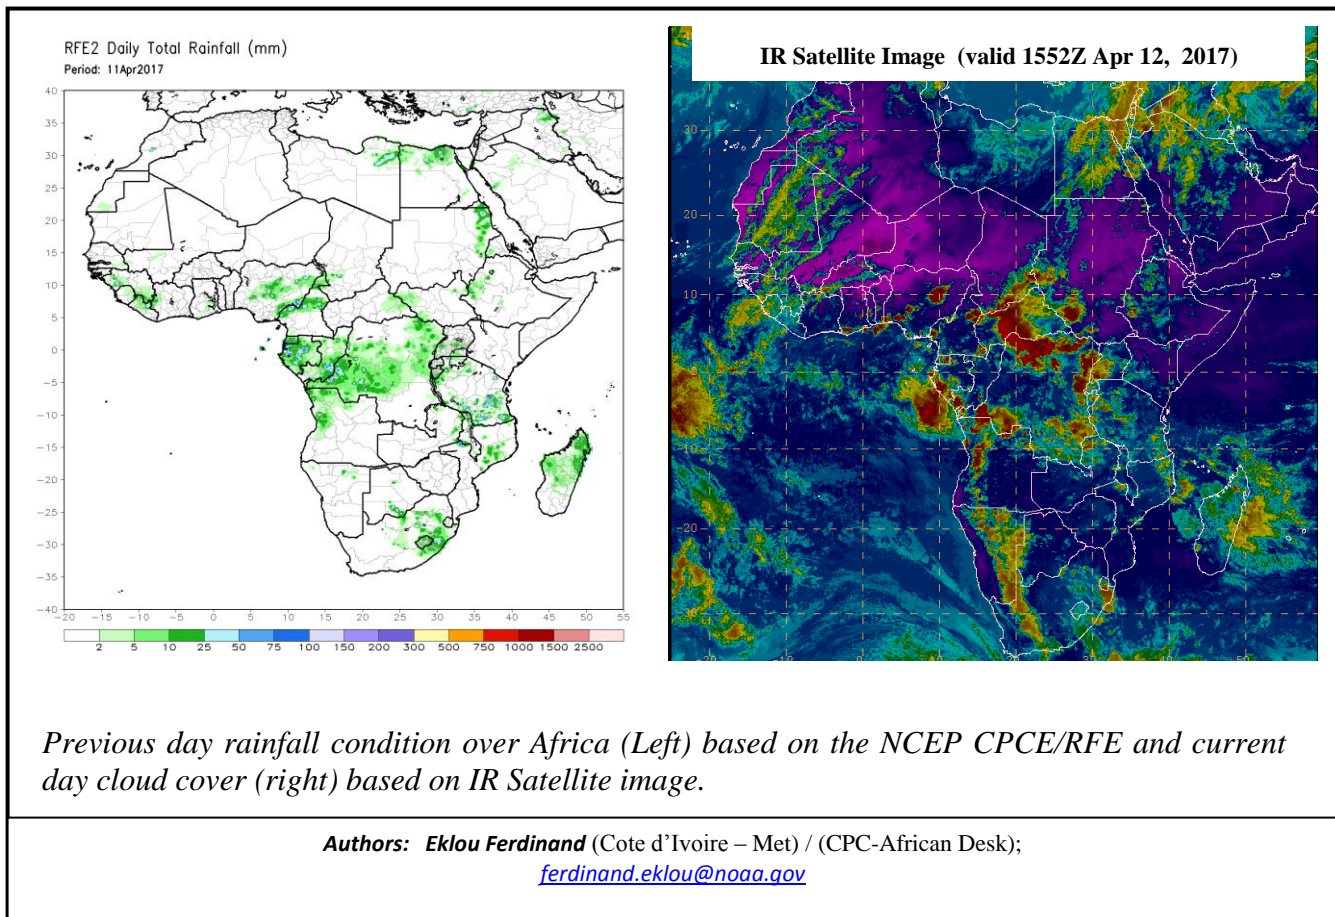 RFE2 Daily Total Rainfall (mm)
Period: 11Apr2017
40
35
30
25
20
15
10
5
0
−5
−10
−15
−20
−25
−30
−35
−40
−20 −15 −10 −5 0 5 10 15 20 25 30 35 40 45 50 55
2 5 10 25 50 75 100 150 200 300 500 750 1000 1500 2500
IR Satellite Image (valid 1552Z Apr 12, 2017)
30
20
10
-10
-20
Previous day rainfall condition over Africa (Left) based on the NCEP CPCE/RFE and current
day cloud cover (right) based on IR Satellite image.
Authors: Eklou Ferdinand (Cote d’Ivoire – Met) / (CPC-African Desk);
ferdinand.eklou@noaa.gov